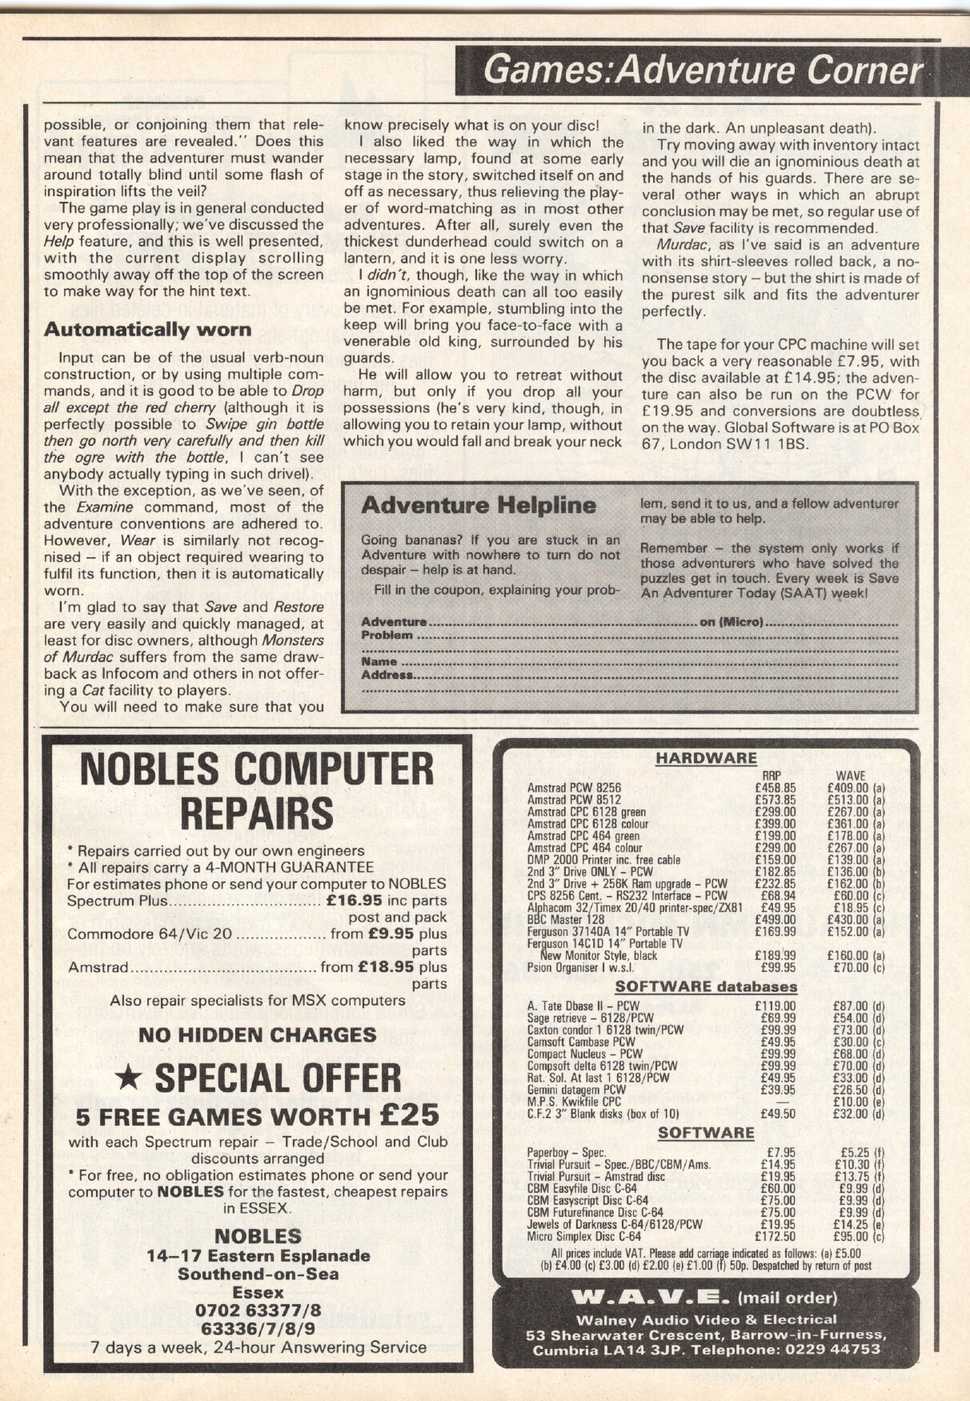 Games:Adventure Corner
possible, or conjoining them that rele-
vant features are revealed.'' Does this
mean that the adventurer must wander
around totally blind until some flash of
inspiration lifts the veil?
The game play is in general conducted
very professionally; we've discussed the
Help feature, and this is well presented,
with the current display scrolling
smoothly away off the top of the screen
to make way for the hint text.
Automatically worn
Input can be of the usual verb-noun
construction, or by using multiple com-
mands, and it is good to be able to Drop
all except the red cherry (although it is
perfectly possible to Swipe gin bottle
then go north very carefully and then kill
the ogre with the bottle, I can't see
anybody actually typing in such drivel).
With the exception, as we've seen, of
the Examine command, most of the
adventure conventions are adhered to.
However, Wear is similarly not recog-
nised – if an object required wearing to
fulfil its function, then it is automatically
worn.
I'm glad to say that Save and Restore
are very easily and quickly managed, at
least for disc owners, although Monsters
of Murdac suffers from the same draw-
back as Infocom and others in not offer-
ing a Cat facility to players.
You will need to make sure that you
know precisely what is on your disc!
I also liked the way in which the
necessary lamp, found at some early
stage in the story, switched itself on and
off as necessary, thus relieving the play-
er of word-matching as in most other
adventures. After all, surely even the
thickest dunderhead could switch on a
lantern, and it is one less worry.
I didn't, though, like the way in which
an ignominious death can all too easily
be met. For example, stumbling into the
keep will bring you face-to-face with a
venerable old king, surrounded by his
guards.
He will allow you to retreat without
harm, but only if you drop all your
possessions (he's very kind, though, in
allowing you to retain your lamp, without
which you would fall and break your neck
in the dark. An unpleasant death).
Try moving away with inventory intact
and you will die an ignominious death at
the hands of his guards. There are se-
veral other ways in which an abrupt
conclusion may be met, so regular use of
that Save facility is recommended.
Murdac, as I've said is an adventure
with its shirt-sleeves rolled back, a no-
nonsense story – but the shirt is made of
the purest silk and fits the adventurer
perfectly.
The tape for your CPC machine will set
you back a very reasonable £7.95, with
the disc available at £14.95; the adven-
ture can also be run on the PCW for
£19.95 and conversions are doubtless
on the way. Global Software is at PO Box
67, London SW11 1BS.
Adventure Helpline
Going bananas? If you are stuck in an
Adventure with nowhere to turn do not
despair – help is at hand.
Fill in the coupon, explaining your prob-
lem, send it to us, and a fellow adventurer
may be able to help.
Remember – the system only works if
those adventurers who have solved the
puzzles get in touch. Every week is Save
An Adventurer Today (SAAT) week!
Adventure..........on (Micro)..........
Problem ..........
Name ..........
Address..........
NOBLES COMPUTER
REPAIRS
* Repairs carried out by our own engineers
* All repairs carry a 4-MONTH GUARANTEE
For estimates phone or send your computer to NOBLES
Spectrum Plus.......... £16.95 inc parts
post and pack
Commodore 64/Vic 20 .......... from £9.95 plus
parts
Amstrad.......... from £18.95 plus
parts
Also repair specialists for MSX computers
NO HIDDEN CHARGES
★ SPECIAL OFFER
5 FREE GAMES WORTH £25
with each Spectrum repair – Trade/School and Club
discounts arranged
* For free, no obligation estimates phone or send your
computer to NOBLES for the fastest, cheapest repairs
in ESSEX.
NOBLES
14–17 Eastern Esplanade
Southend-on-Sea
Essex
0702 63377/8
63336/7/8/9
7 days a week, 24-hour Answering Service
HARDWARE
RRP WAVE
Amstrad PCW 8256 £458.85 £409.00 (a)
Amstrad PCW 8512 £573.85 £513.00 (a)
Amstrad CPC 6128 green £299.00 £267.00 (a)
Amstrad CPC 6128 colour £399.00 £361.00 (a)
Amstrad CPC 464 green £199.00 £178.00 (a)
Amstrad CPC 464 colour £299.00 £267.00 (a)
DMP 2000 Printer inc. free cable £159.00 £139.00 (a)
2nd 3" Drive ONLY – PCW £182.85 £136.00 (b)
2nd 3" Drive + 256K Ram upgrade – PCW £232.85 £162.00 (b)
CPS 8256 Cent. – RS232 Interface – PCW £68.94 £60.00 (c)
Alphacom 32/Timex 20/40 printer-spec/ZX81 £49.95 £18.95 (c)
BBC Master 128 £499.00 £430.00 (a)
Ferguson 37140A 14" Portable TV £169.99 £152.00 (a)
Ferguson 14C1D 14" Portable TV
New Monitor Style, black £189.99 £160.00 (a)
Psion Organiser I w.s.l. £99.95 £70.00 (c)
SOFTWARE databases
A. Tate Dbase II – PCW £119.00 £87.00 (d)
Sage retrieve – 6128/PCW £69.99 £54.00 (d)
Caxton condor 1 6128 twin/PCW £99.99 £73.00 (d)
Camsoft Cambase PCW £49.95 £30.00 (c)
Compact Nucleus – PCW £99.99 £68.00 (d)
Compsoft delta 6128 twin/PCW £99.99 £70.00 (d)
Rat. Sol. At last 1 6128/PCW £49.95 £33.00 (d)
Gemini datagem PCW £39.95 £26.50 (d)
M.P.S. Kwikfile CPC — £10.00 (e)
C.F.2 3" Blank disks (box of 10) £49.50 £32.00 (d)
SOFTWARE
Paperboy – Spec. £7.95 £5.25 (f)
Trivial Pursuit – Spec./BBC/CBM/Ams. £14.95 £10.30 (f)
Trivial Pursuit – Amstrad disc £19.95 £13.75 (f)
CBM Easyfile Disc C-64 £60.00 £9.99 (d)
CBM Easyscript Disc C-64 £75.00 £9.99 (d)
CBM Futurefinance Disc C-64 £75.00 £9.99 (d)
Jewels of Darkness C-64/6128/PCW £19.95 £14.25 (e)
Micro Simplex Disc C-64 £172.50 £95.00 (c)
All prices include VAT. Please add carriage indicated as follows: (a) £5.00
(b) £4.00 (c) £3.00 (d) £2.00 (e) £1.00 (f) 50p. Despatched by return of post
W.A.V.E. (mail order)
Walney Audio Video & Electrical
53 Shearwater Crescent, Barrow-in-Furness,
Cumbria LA14 3JP. Telephone: 0229 44753